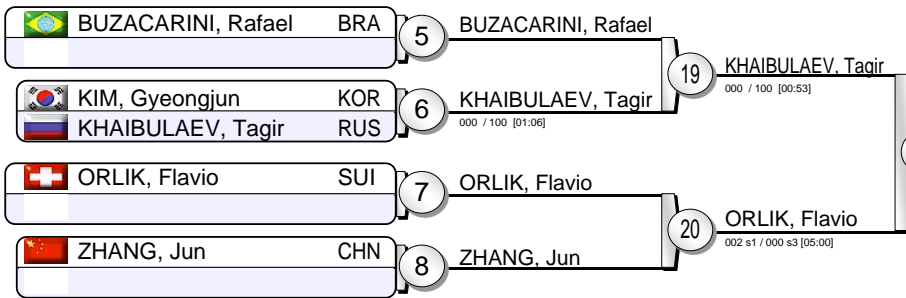 BUZACARINI, Rafael BRA
5
BUZACARINI, Rafael
19
KHAIBULAEV, Tagir
000 / 100 [00:53]
KIM, Gyeongjun KOR
KHAIBULAEV, Tagir RUS
6
KHAIBULAEV, Tagir
000 / 100 [01:06]
ORLIK, Flavio SUI
7
ORLIK, Flavio
20
ORLIK, Flavio
002 s1 / 000 s3 [05:00]
ZHANG, Jun CHN
8
ZHANG, Jun